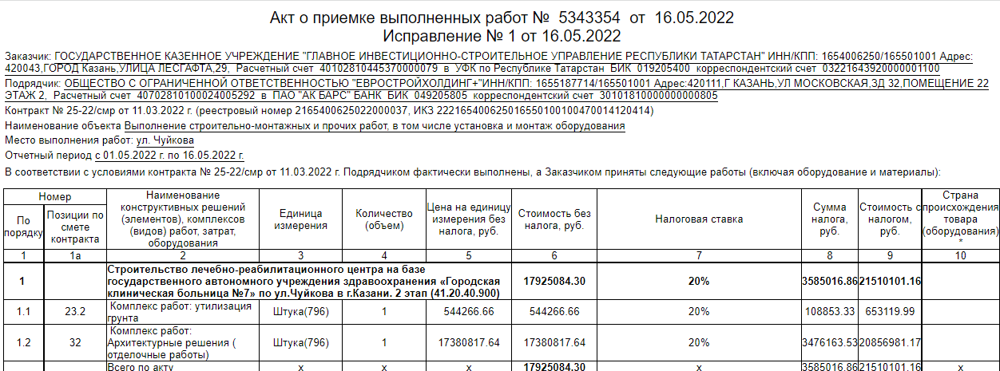 Акт о приемке выполненных работ № 5343354 от 16.05.2022
Исправление № 1 от 16.05.2022
Заказчик: ГОСУДАРСТВЕННОЕ КАЗЕННОЕ УЧРЕЖДЕНИЕ "ГЛАВНОЕ ИНВЕСТИЦИОННО-СТРОИТЕЛЬНОЕ УПРАВЛЕНИЕ РЕСПУБЛИКИ ТАТАРСТАН" ИНН/КПП: 1654006250/165501001 Адрес:
420043,ГОРОД Казань,УЛИЦА ЛЕСГАФТА,29, Расчетный счет 40102810445370000079 в УФК по Республике Татарстан БИК 019205400 корреспондентский счет 03221643920000001100
Подрядчик: ОБЩЕСТВО С ОГРАНИЧЕННОЙ ОТВЕТСТВЕННОСТЬЮ "ЕВРОСТРОЙХОЛДИНГ+"ИНН/КПП: 1655187714/165501001 Адрес:420111,Г КАЗАНЬ,УЛ МОСКОВСКАЯ,ЗД 32,ПОМЕЩЕНИЕ 22
ЭТАЖ 2, Расчетный счет 40702810100024005292 в ПАО "АК БАРС" БАНК БИК 049205805 корреспондентский счет 30101810000000000805
Контракт № 25-22/смр от 11.03.2022 г. (реестровый номер 2165400625022000037, ИКЗ 222165400625016550100100470014120414)
Наименование объекта Выполнение строительно-монтажных и прочих работ, в том числе установка и монтаж оборудования
Место выполнения работ: ул. Чуйкова
Отчетный период с 01.05.2022 г. по 16.05.2022 г.
В соответствии с условиями контракта № 25-22/смр от 11.03.2022 г. Подрядчиком фактически выполнены, а Заказчиком приняты следующие работы (включая оборудование и материалы):
Номер
По
порядку
Позиции по
смете
контракта
Наименование
конструктивных решений
(элементов), комплексов
(видов) работ, затрат,
оборудования
Единица
измерения
Количество
(объем)
Цена на единицу
измерения без
налога, руб.
Стоимость без
налога, руб.
Налоговая ставка
Сумма
налога,
руб.
Стоимость с
налогом,
руб.
Страна
происхождения
товара
(оборудования)
*
1 1а 2 3 4 5 6 7 8 9 10
1
Строительство лечебно-реабилитационного центра на базе
государственного автономного учреждения здравоохранения «Городская
клиническая больница №7» по ул.Чуйкова в г.Казани. 2 этап (41.20.40.900)
17925084.30 20% 3585016.86 21510101.16
1.1 23.2
Комплекс работ: утилизация
грунта
Штука(796) 1 544266.66 544266.66 20% 108853.33 653119.99
1.2 32
Комплекс работ:
Архитектурные решения (
отделочные работы)
Штука(796) 1 17380817.64 17380817.64 20% 3476163.53 20856981.17
Всего по акту х х х 17925084.30 х 3585016.86 21510101.16 х